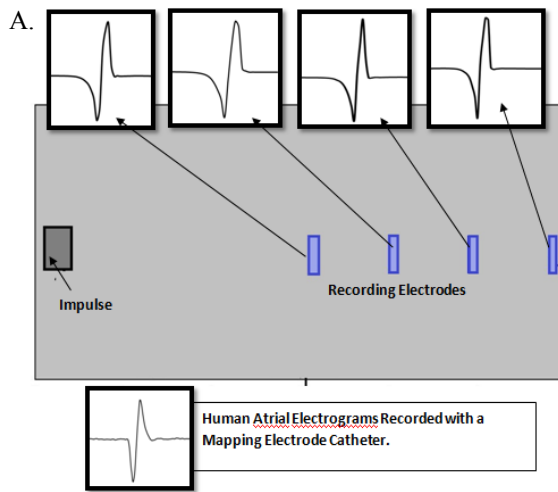 A.
Impulse
Recording Electrodes
Human Atrial Electrograms Recorded with a
Mapping Electrode Catheter.